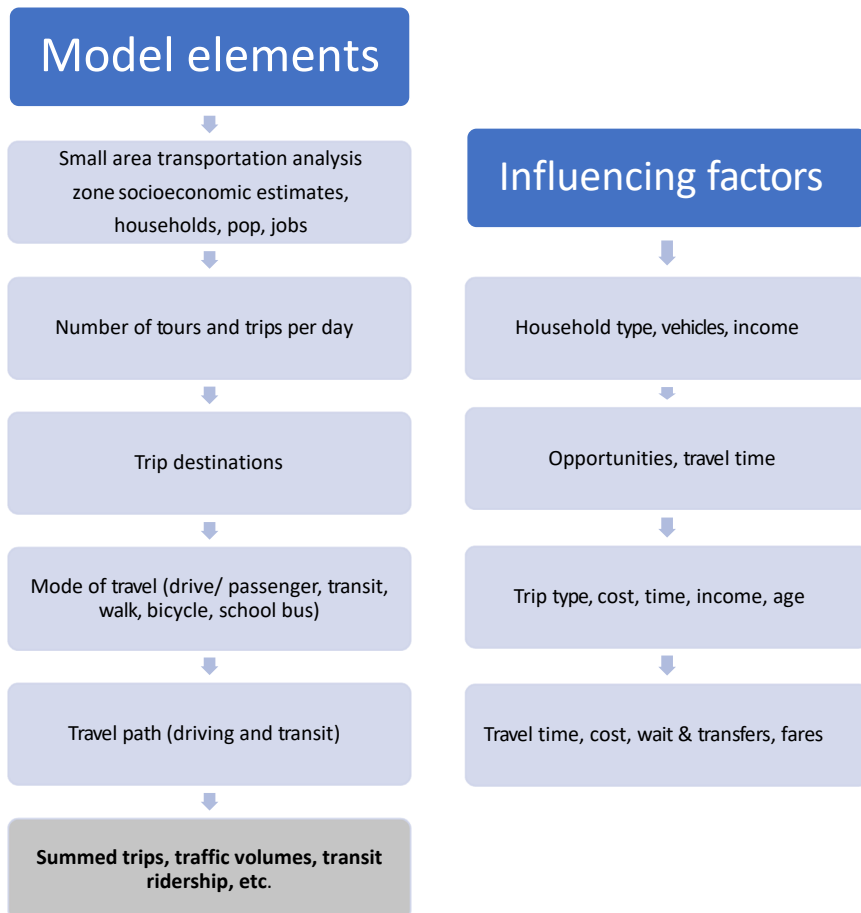 Model elements
Small area transportation analysis
zone socioeconomic estimates,
households, pop, jobs
Number of tours and trips per day
Trip destinations
Mode of travel (drive/ passenger, transit,
walk, bicycle, school bus)
Travel path (driving and transit)
Summed trips, traffic volumes, transit
ridership, etc.
Influencing factors
Household type, vehicles, income
Opportunities, travel time
Trip type, cost, time, income, age
Travel time, cost, wait & transfers, fares